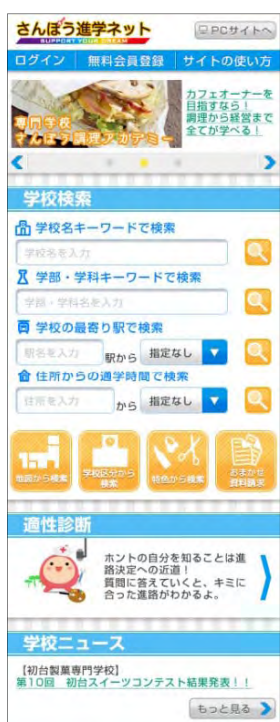 さんぽう進学ネット
SUPPORT YOUR DREAM
PCサイトへ
ログイン
無料会員登録
サイトの使い方
専門学校
さんぽう調理アカデミー
カフェオーナーを
目指すなら！
調理から経営まで
全てが学べる！
学校検索
学校名キーワードで検索
学校名を入力
学部・学科キーワードで検索
学部・学科名を入力
学校の最寄り駅で検索
駅名を入力
駅から
指定なし
住所からの通学時間で検索
住所を入力
から
指定なし
地図から検索
学校区分から
検索
特色から検索
おまかせ
資料請求
適性診断
ホントの自分を知ることは進
路決定への近道！
質問に答えていくと、キミに
合った進路がわかるよ。
学校ニュース
【初台製菓専門学校】
第10回　初台スイーツコンテスト結果発表！！
もっと見る